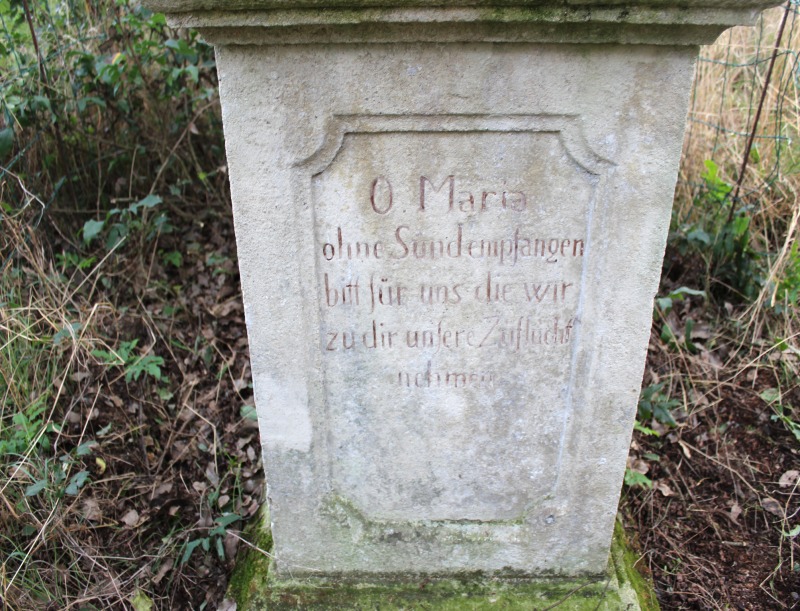 O. Maria
ohne Sündempfangen
bitt für uns die wir
zu dir unsere Zuflucht
nehmen